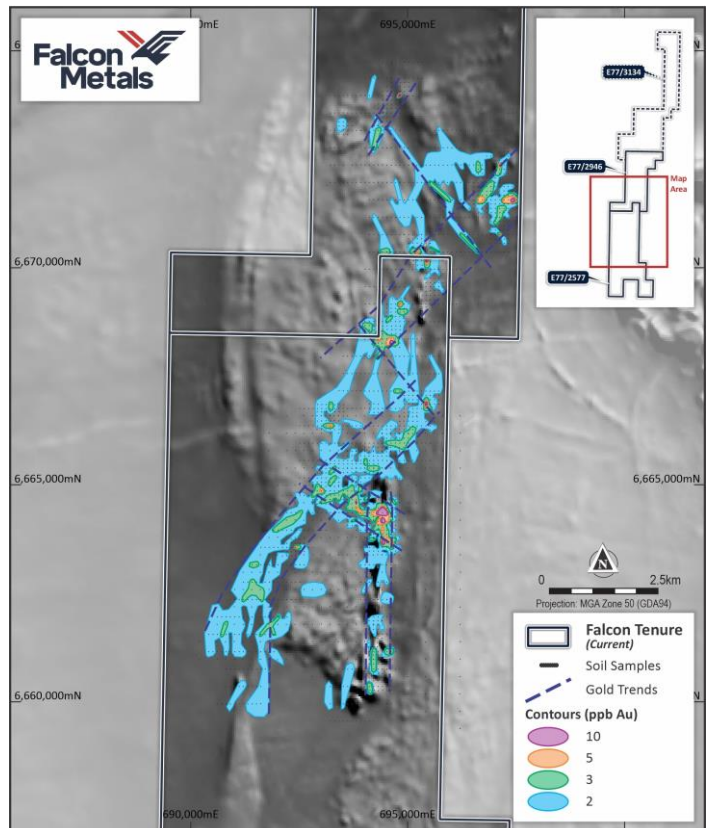 Falcon
Metals
695,000mE
E77/3134
E77/2946
Map
Area
E77/2577
6,670,000mN
6,665,000mN
6,665,000mN
N
0
2.5km
Projection: MGA Zone 50 (GDA94)
Falcon Tenure
(Current)
Soil Samples
Gold Trends
Contours (ppb Au)
10
5
3
2
6,660,000mN
690,000mE
695,000mE